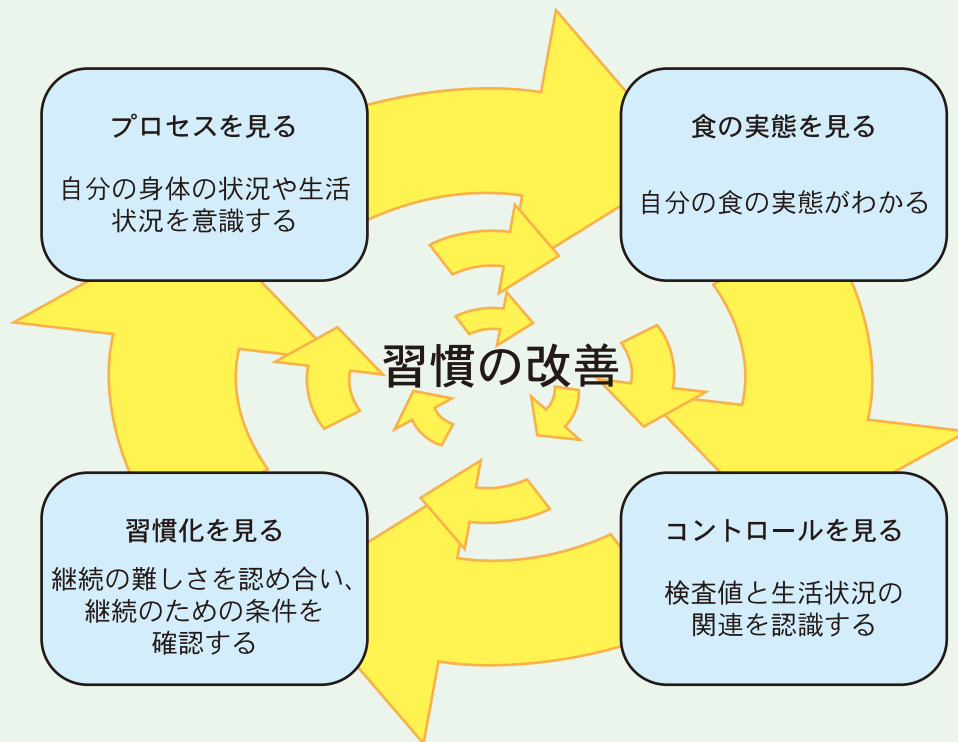 プロセスを見る
自分の身体の状況や生活
状況を意識する
食の実態を見る
自分の食の実態がわかる
習慣の改善
習慣化を見る
継続の難しさを認め合い、
継続のための条件を
確認する
コントロールを見る
検査値と生活状況の
関連を認識する